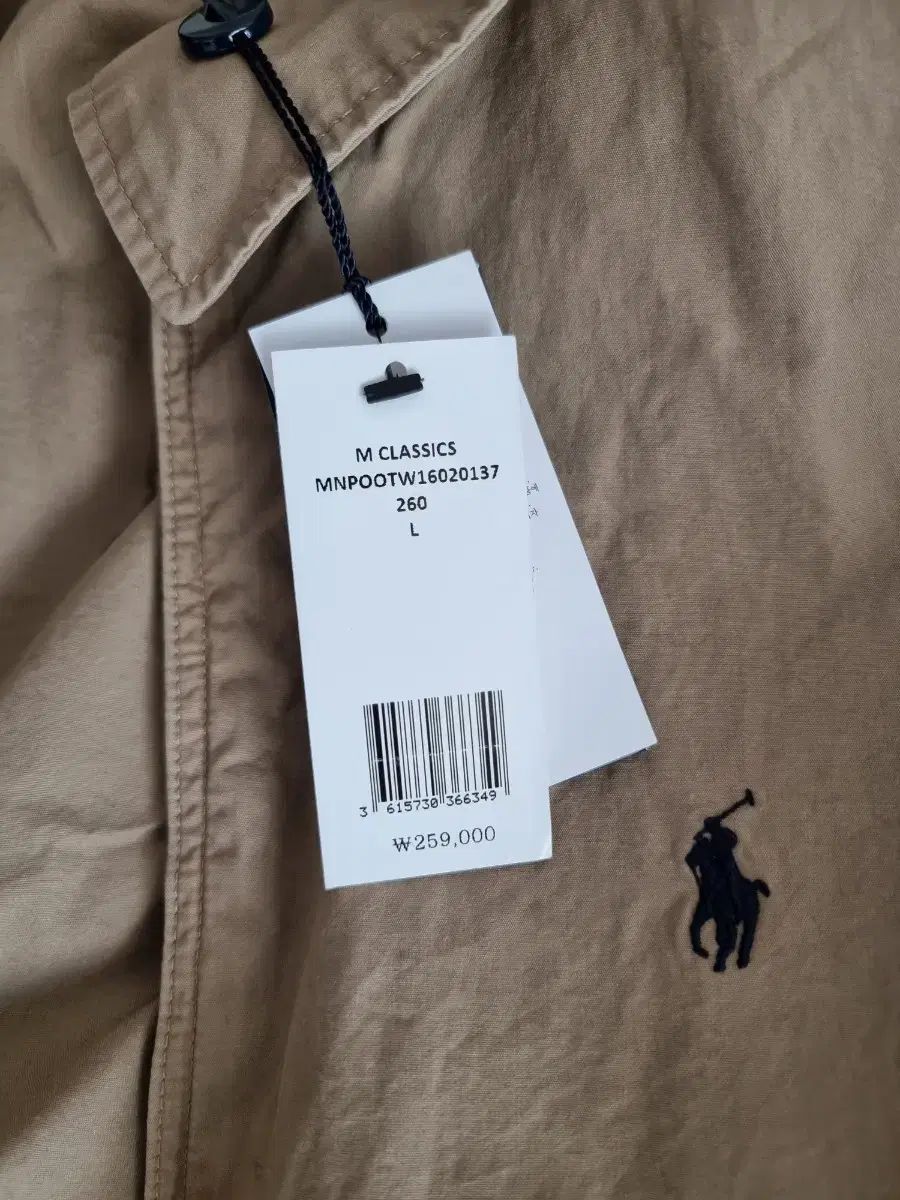 M CLASSICS
MNPOOTW16020137
260
L
3 615730 366349
₩259,000